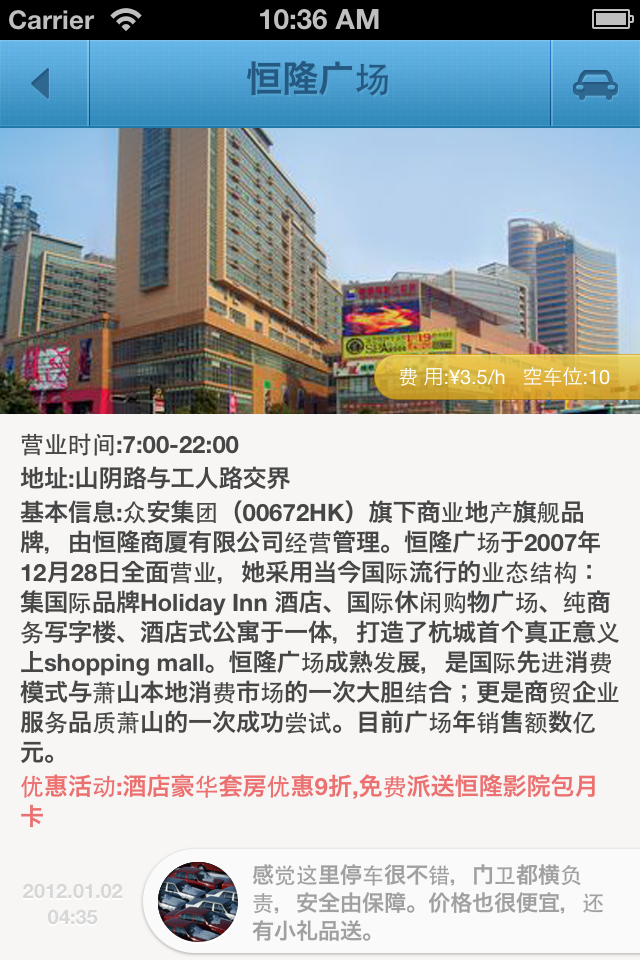 Carrier 10:36 AM
恒隆广场
费 用:¥3.5/h 空车位:10
营业时间:7:00-22:00
地址:山阴路与工人路交界
基本信息:众安集团（00672HK）旗下商业地产旗舰品
牌，由恒隆商厦有限公司经营管理。恒隆广场于2007年
12月28日全面营业，她采用当今国际流行的业态结构：
集国际品牌Holiday Inn 酒店、国际休闲购物广场、纯商
务写字楼、酒店式公寓于一体，打造了杭城首个真正意义
上shopping mall。恒隆广场成熟发展，是国际先进消费
模式与萧山本地消费市场的一次大胆结合；更是商贸企业
服务品质萧山的一次成功尝试。目前广场年销售额数亿
元。
优惠活动:酒店豪华套房优惠9折,免费派送恒隆影院包月
卡
2012.01.02
04:35
感觉这里停车很不错，门卫都横负
责，安全由保障。价格也很便宜，还
有小礼品送。